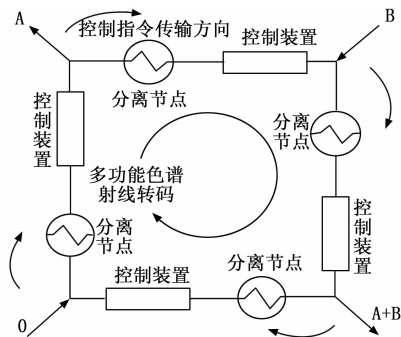 A
控制指令传输方向
控制装置
B
分离节点
控制装置
分离
节点
多功能色谱
射线转码
分离
节点
控制装置
控制装置
分离节点
O
A+B